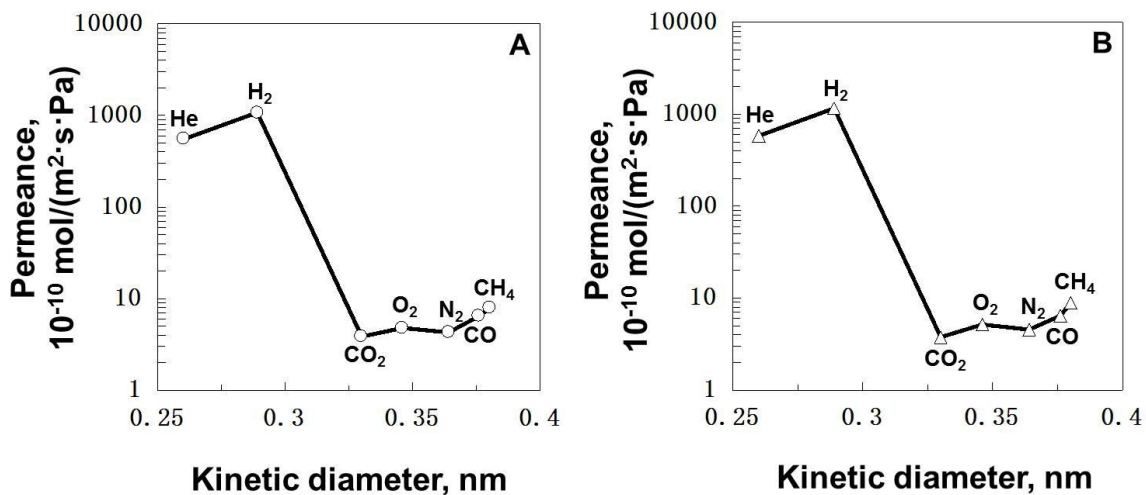 A
10000
1000
100
10
1
Permeance,
10⁻¹⁰ mol/(m²·s·Pa)
He
H₂
CO₂
O₂
N₂
CO
CH₄
0.25
0.3
0.35
0.4
Kinetic diameter, nm
B
10000
1000
100
10
1
Permeance,
10⁻¹⁰ mol/(m²·s·Pa)
He
H₂
CO₂
O₂
N₂
CO
CH₄
0.25
0.3
0.35
0.4
Kinetic diameter, nm